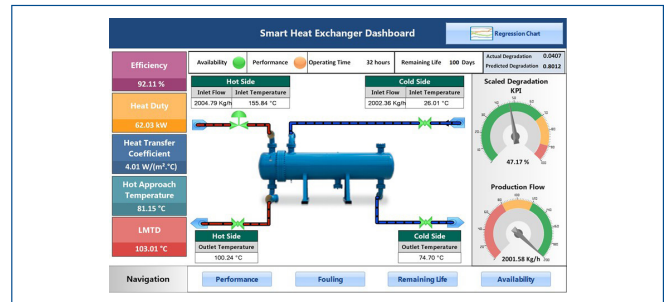 Smart Heat Exchanger Dashboard
Regression Chart
Availability Performance Operating Time 32 hours Remaining Life 100 Days
Actual Degradation 0.0407
Predicted Degradation 0.8012
Efficiency
92.11 %
Heat Duty
62.03 kW
Heat Transfer
Coefficient
4.01 W/(m².°C)
Hot Approach
Temperature
81.15 °C
LMTD
103.01 °C
Hot Side
Inlet Flow Inlet Temperature
2004.79 Kg/h 155.84 °C
Cold Side
Inlet Flow Inlet Temperature
2002.36 Kg/h 26.01 °C
Hot Side
Outlet Temperature
100.24 °C
Cold Side
Outlet Temperature
74.70 °C
Scaled Degradation
KPI
47.17 %
Production Flow
2001.58 Kg/h
Navigation
Performance
Fouling
Remaining Life
Availability